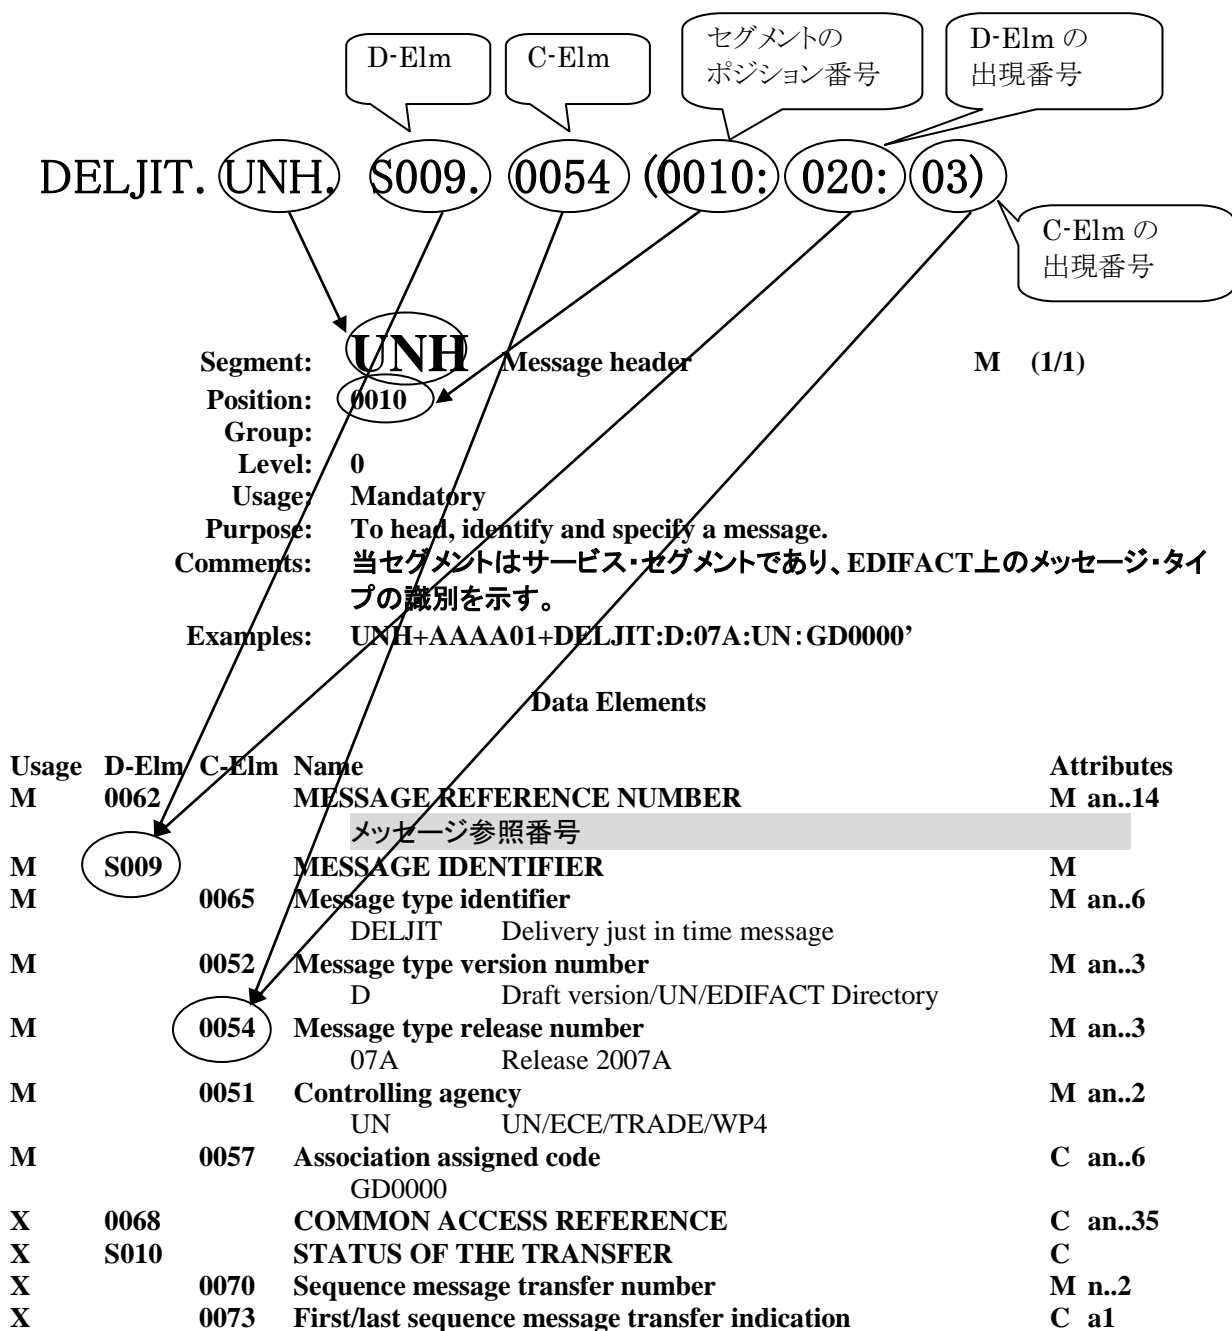 D-Elm
C-Elm
セグメントの
ポジション番号
D-Elm の
出現番号
DELJIT. UNH. S009. 0054 (0010: 020: 03)
C-Elm の
出現番号
Segment: UNH Message header M (1/1)
Position: 0010
Group:
Level: 0
Usage: Mandatory
Purpose: To head, identify and specify a message.
Comments: 当セグメントはサービス・セグメントであり、EDIFACT上のメッセージ・タイ
プの識別を示す。
Examples: UNH+AAAA01+DELJIT:D:07A:UN：GD0000’
Data Elements
Usage D-Elm C-Elm Name Attributes
M 0062 MESSAGE REFERENCE NUMBER M an..14
メッセージ参照番号
M S009 MESSAGE IDENTIFIER M
M 0065 Message type identifier M an..6
DELJIT Delivery just in time message
M 0052 Message type version number M an..3
D Draft version/UN/EDIFACT Directory
M 0054 Message type release number M an..3
07A Release 2007A
M 0051 Controlling agency M an..2
UN UN/ECE/TRADE/WP4
M 0057 Association assigned code C an..6
GD0000
X 0068 COMMON ACCESS REFERENCE C an..35
X S010 STATUS OF THE TRANSFER C
X 0070 Sequence message transfer number M n..2
X 0073 First/last sequence message transfer indication C a1